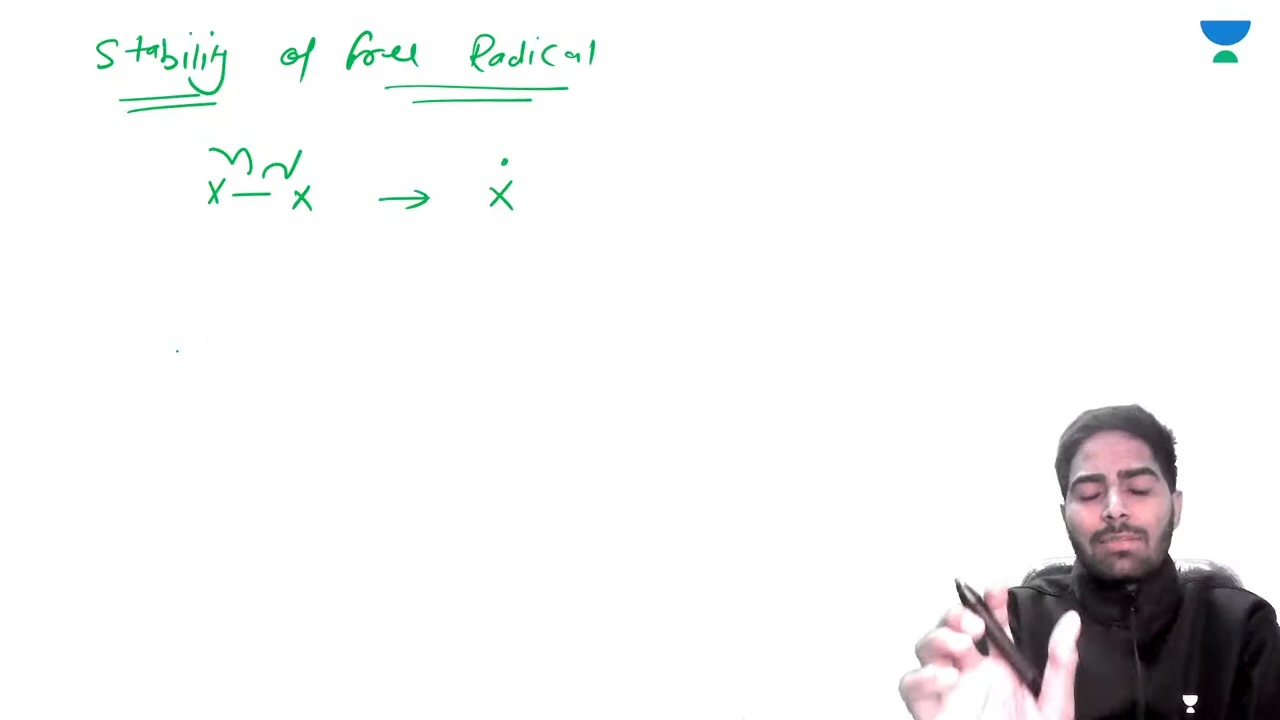 Stability of free Radical
X — X → Ẋ